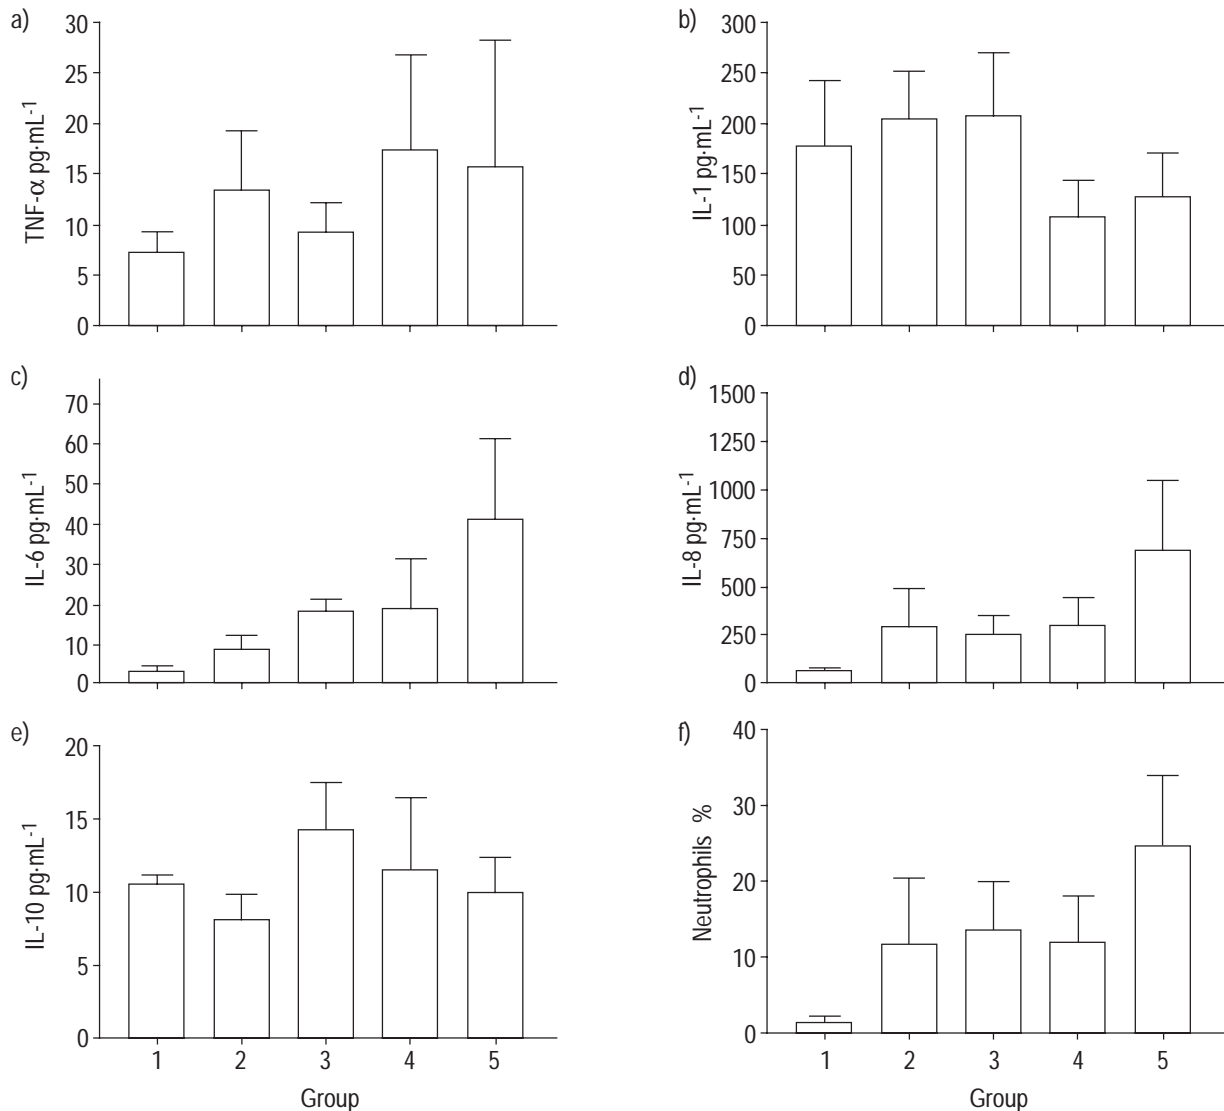 a)
TNF-α pg·mL-1
30
25
20
15
10
5
0
b)
IL-1 pg·mL-1
300
250
200
150
100
50
0
c)
IL-6 pg·mL-1
70
60
50
40
30
20
10
0
d)
IL-8 pg·mL-1
1500
1250
1000
750
500
250
0
e)
IL-10 pg·mL-1
20
15
10
5
0
1 2 3 4 5
Group
f)
Neutrophils %
40
30
20
10
0
1 2 3 4 5
Group